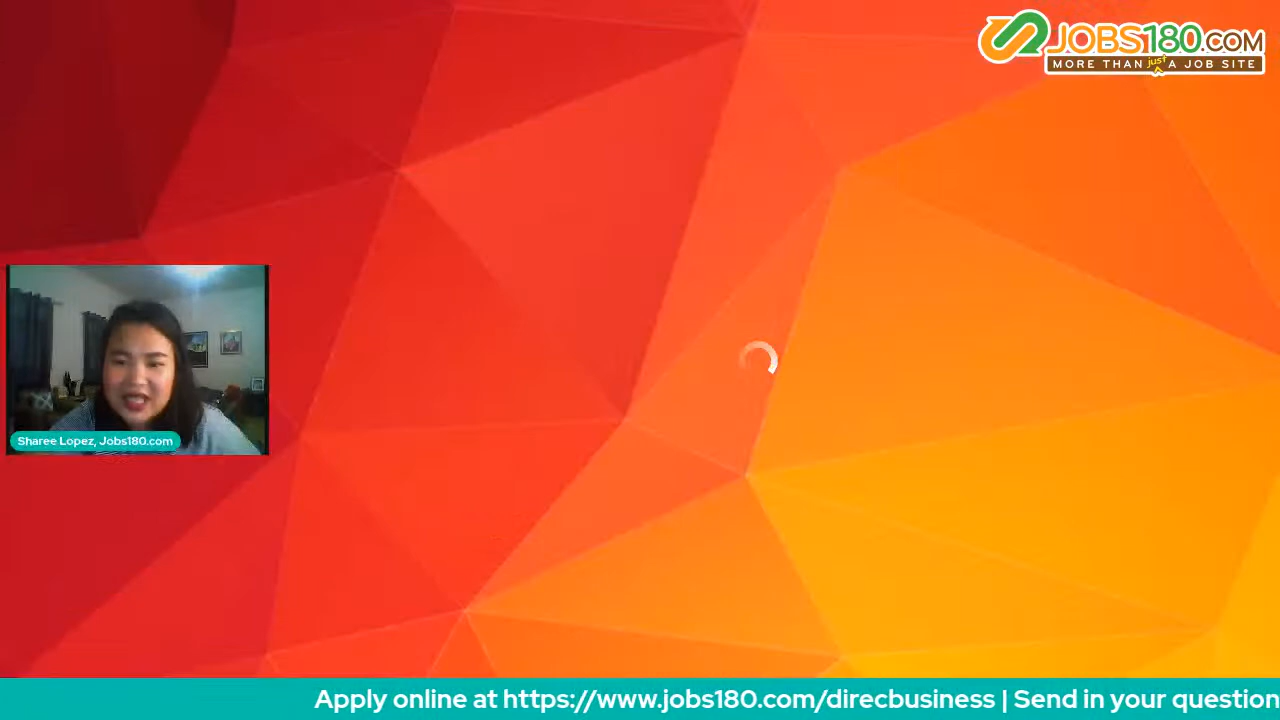 JOBS180.COM
MORE THAN just A JOB SITE
Sharee Lopez, Jobs180.com
Apply online at https://www.jobs180.com/direcbusiness | Send in your question